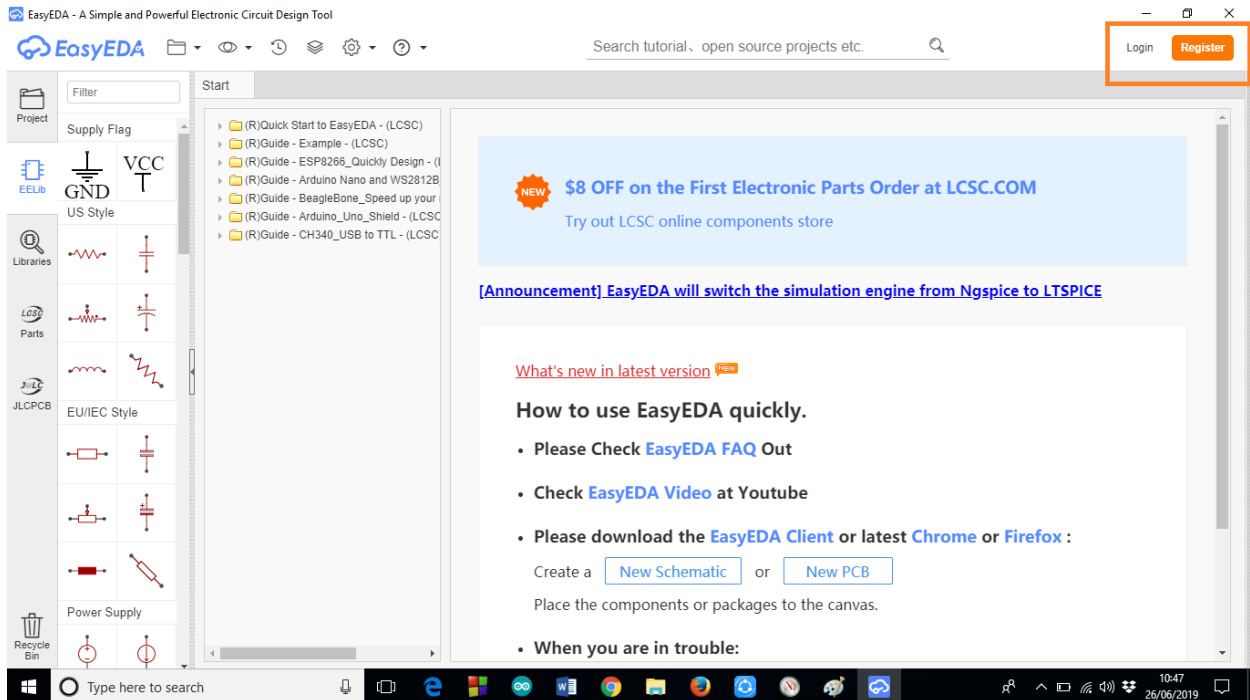 EasyEDA - A Simple and Powerful Electronic Circuit Design Tool
EasyEDA
Search tutorial、open source projects etc.
Login
Register
Project
EELib
Libraries
LCSC
Parts
JLC
JLCPCB
Recycle
Bin
Filter
Supply Flag
GND
VCC
US Style
EU/IEC Style
Power Supply
Start
(R)Quick Start to EasyEDA - (LCSC)
(R)Guide - Example - (LCSC)
(R)Guide - ESP8266_Quickly Design - (
(R)Guide - Arduino Nano and WS2812B
(R)Guide - BeagleBone_Speed up your
(R)Guide - Arduino_Uno_Shield - (LCSC
(R)Guide - CH340_USB to TTL - (LCSC
NEW
$8 OFF on the First Electronic Parts Order at LCSC.COM
Try out LCSC online components store
[Announcement] EasyEDA will switch the simulation engine from Ngspice to LTSPICE
What's new in latest version
NEW
How to use EasyEDA quickly.
• Please Check EasyEDA FAQ Out
• Check EasyEDA Video at Youtube
• Please download the EasyEDA Client or latest Chrome or Firefox :
Create a New Schematic or New PCB
Place the components or packages to the canvas.
• When you are in trouble:
Type here to search
10:47
26/06/2019